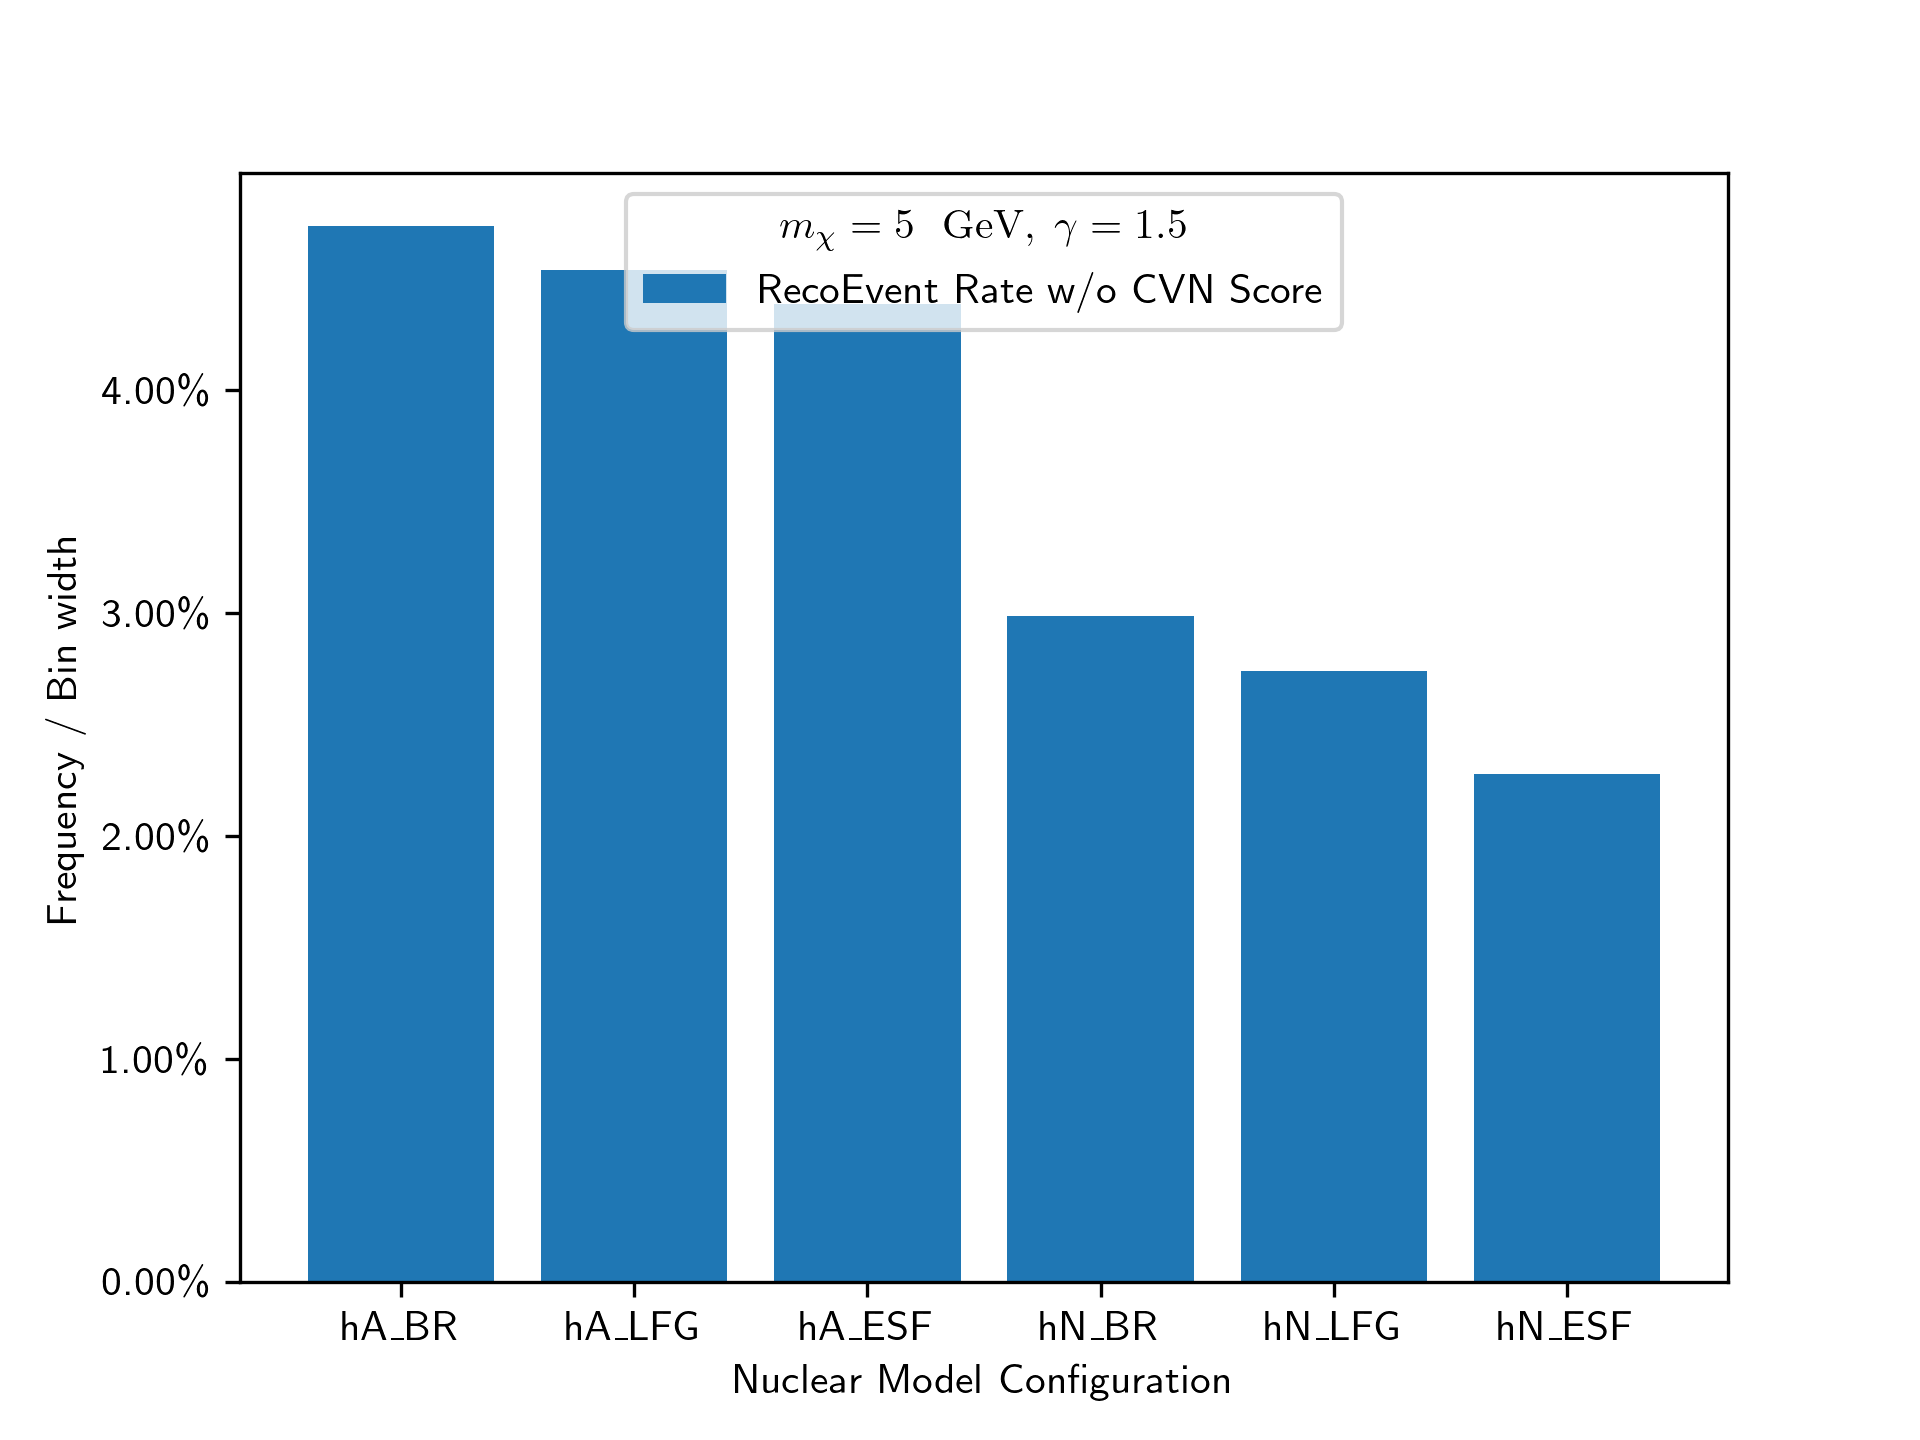 m_χ = 5 GeV, γ = 1.5
RecoEvent Rate w/o CVN Score
4.00%
3.00%
2.00%
1.00%
0.00%
Frequency / Bin width
hA_BR hA_LFG hA_ESF hN_BR hN_LFG hN_ESF
Nuclear Model Configuration